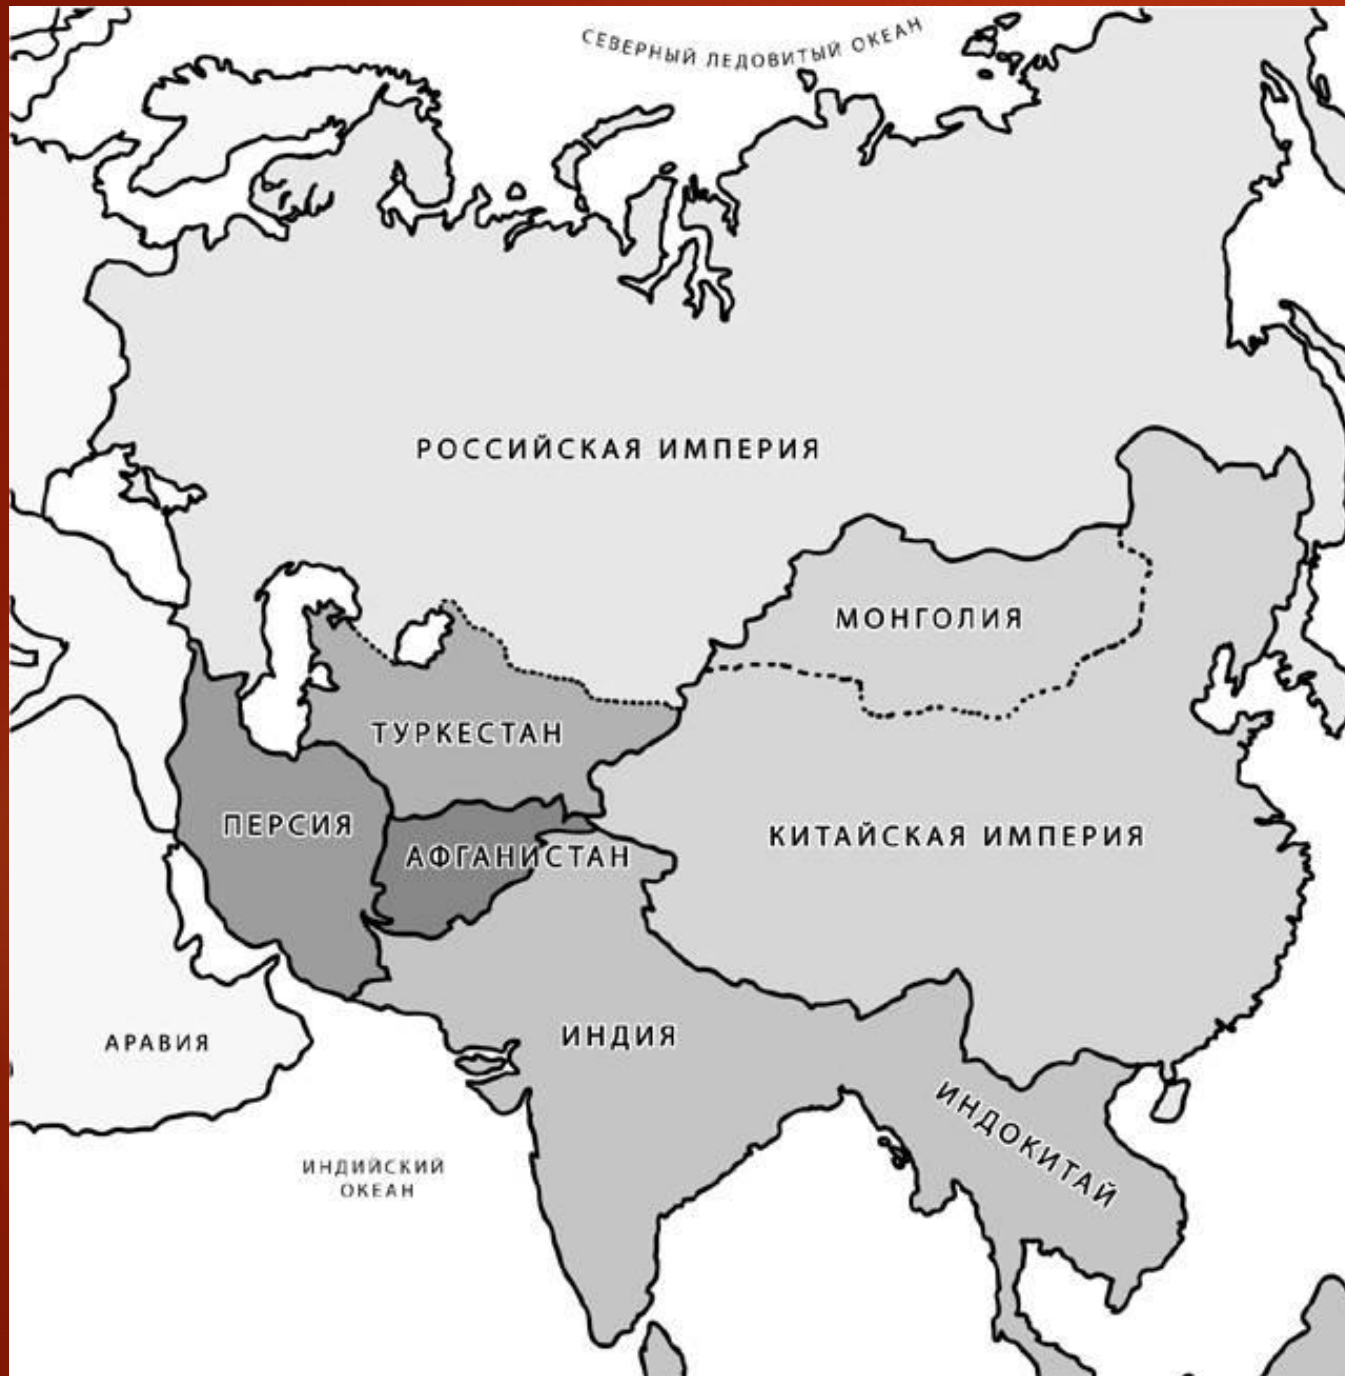 СЕВЕРНЫЙ ЛЕДОВИТЫЙ ОКЕАН
РОССИЙСКАЯ ИМПЕРИЯ
МОНГОЛИЯ
ТУРКЕСТАН
ПЕРСИЯ
АФГАНИСТАН
КИТАЙСКАЯ ИМПЕРИЯ
АРАВИЯ
ИНДИЯ
ИНДОКИТАЙ
ИНДИЙСКИЙ
ОКЕАН